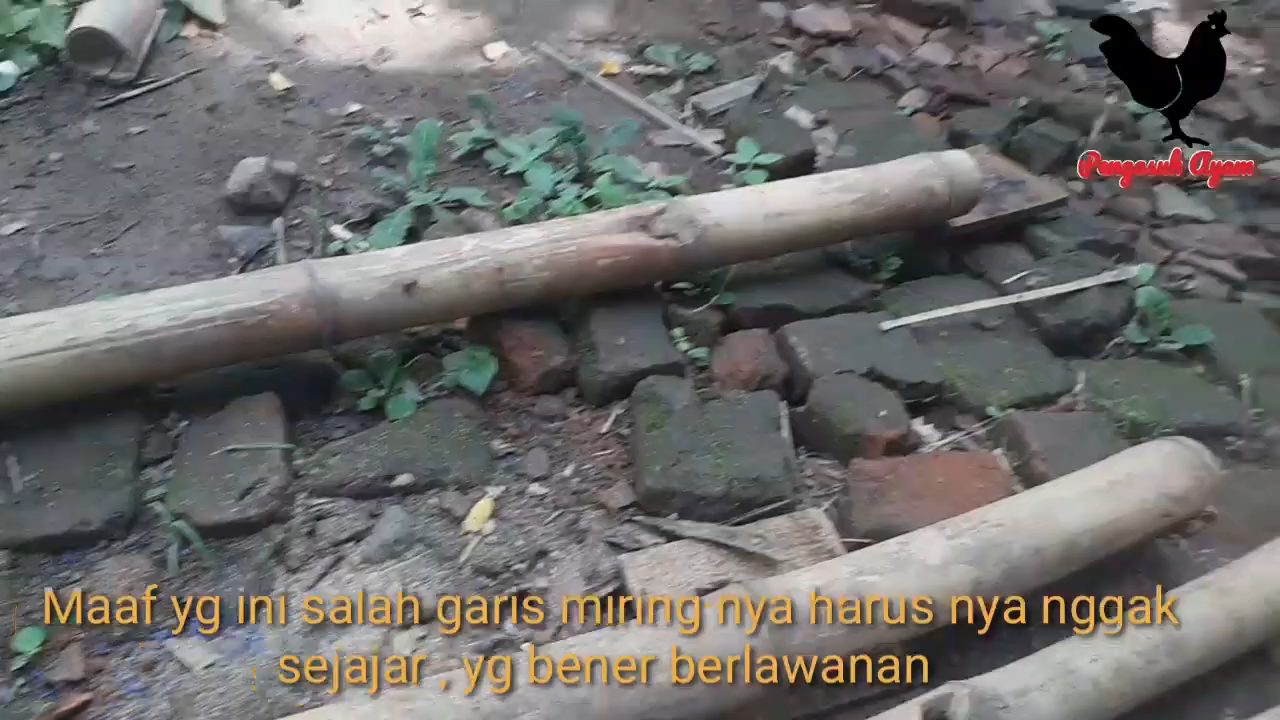 Pengasuh Ayam
Maaf yg ini salah garis miring nya harus nya nggak
sejajar , yg bener berlawanan